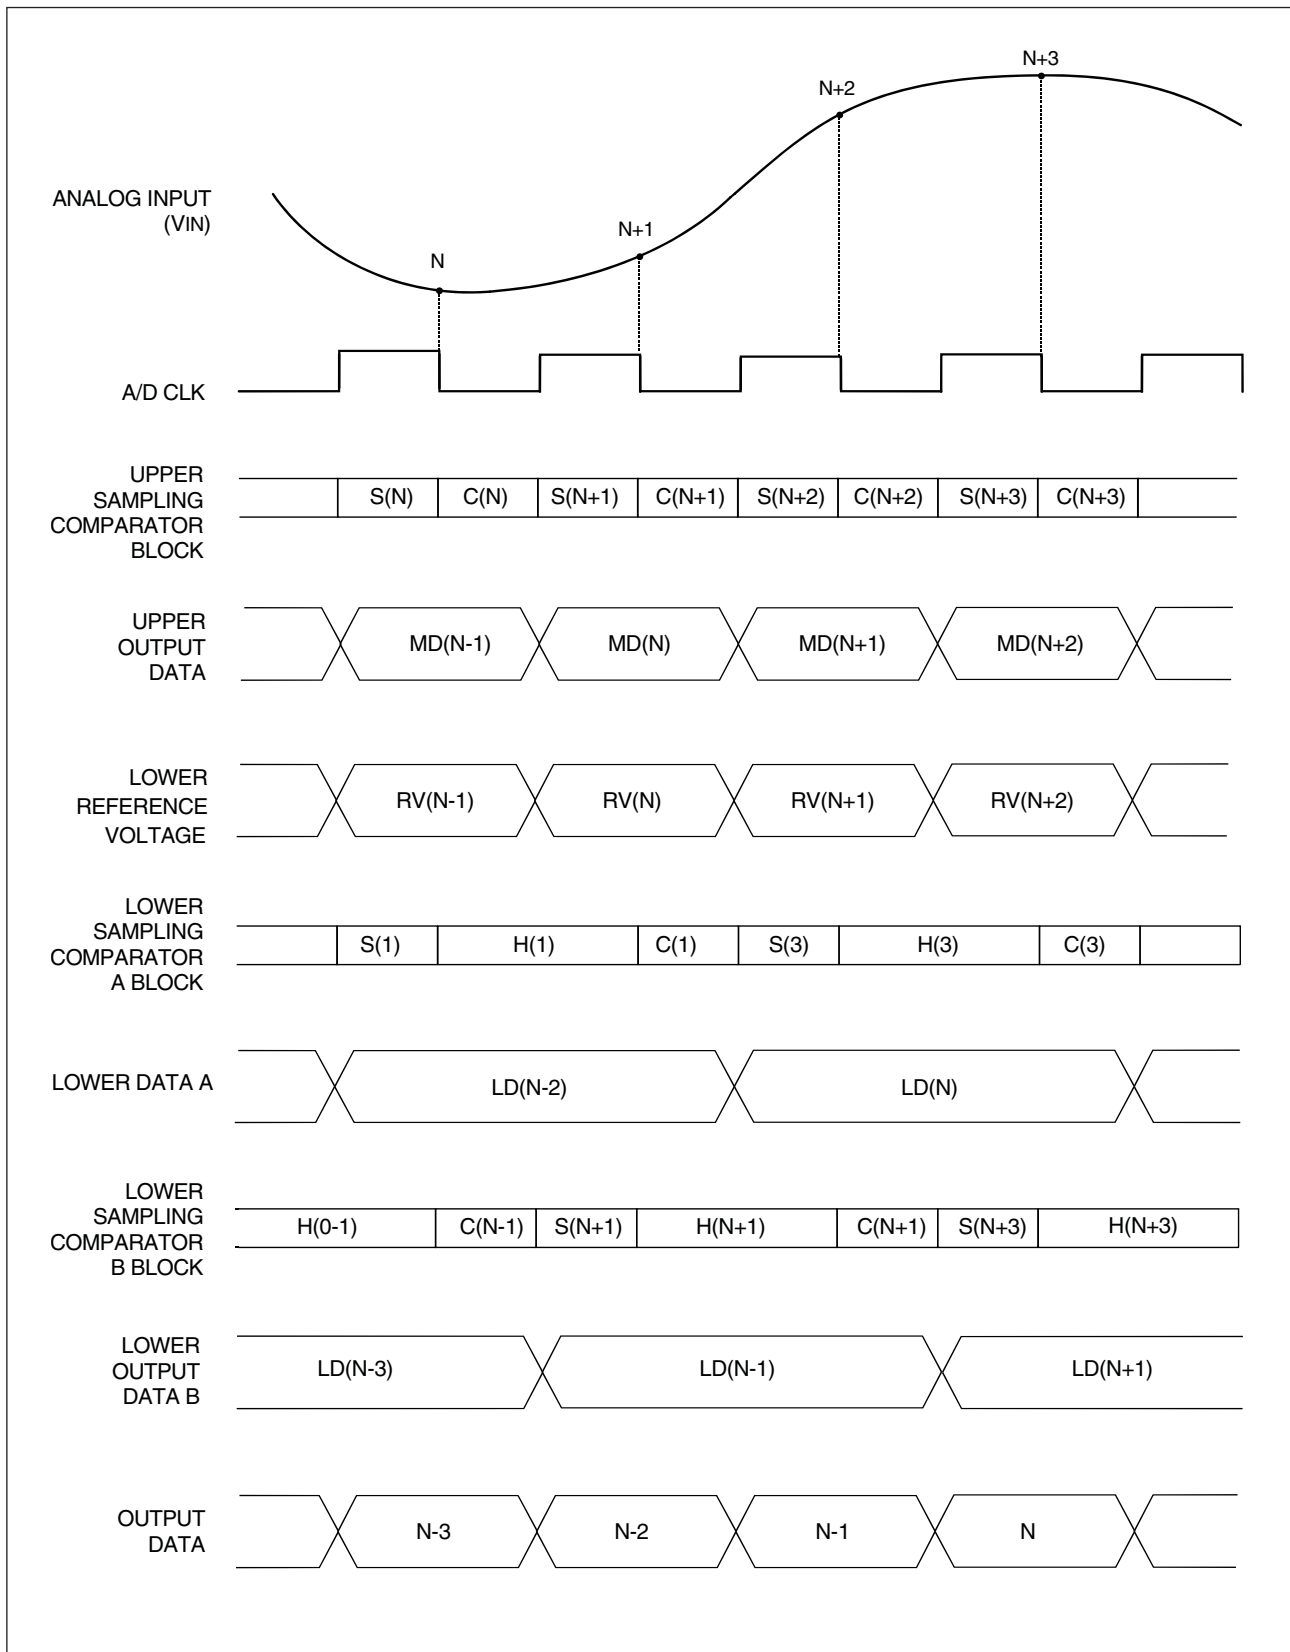 N+3
N+2
ANALOG INPUT
(VIN)
N+1
N
A/D CLK
UPPER
SAMPLING
COMPARATOR
BLOCK
S(N) C(N) S(N+1) C(N+1) S(N+2) C(N+2) S(N+3) C(N+3)
UPPER
OUTPUT
DATA
MD(N-1) MD(N) MD(N+1) MD(N+2)
LOWER
REFERENCE
VOLTAGE
RV(N-1) RV(N) RV(N+1) RV(N+2)
LOWER
SAMPLING
COMPARATOR
A BLOCK
S(1) H(1) C(1) S(3) H(3) C(3)
LOWER DATA A
LD(N-2) LD(N)
LOWER
SAMPLING
COMPARATOR
B BLOCK
H(0-1) C(N-1) S(N+1) H(N+1) C(N+1) S(N+3) H(N+3)
LOWER
OUTPUT
DATA B
LD(N-3) LD(N-1) LD(N+1)
OUTPUT
DATA
N-3 N-2 N-1 N